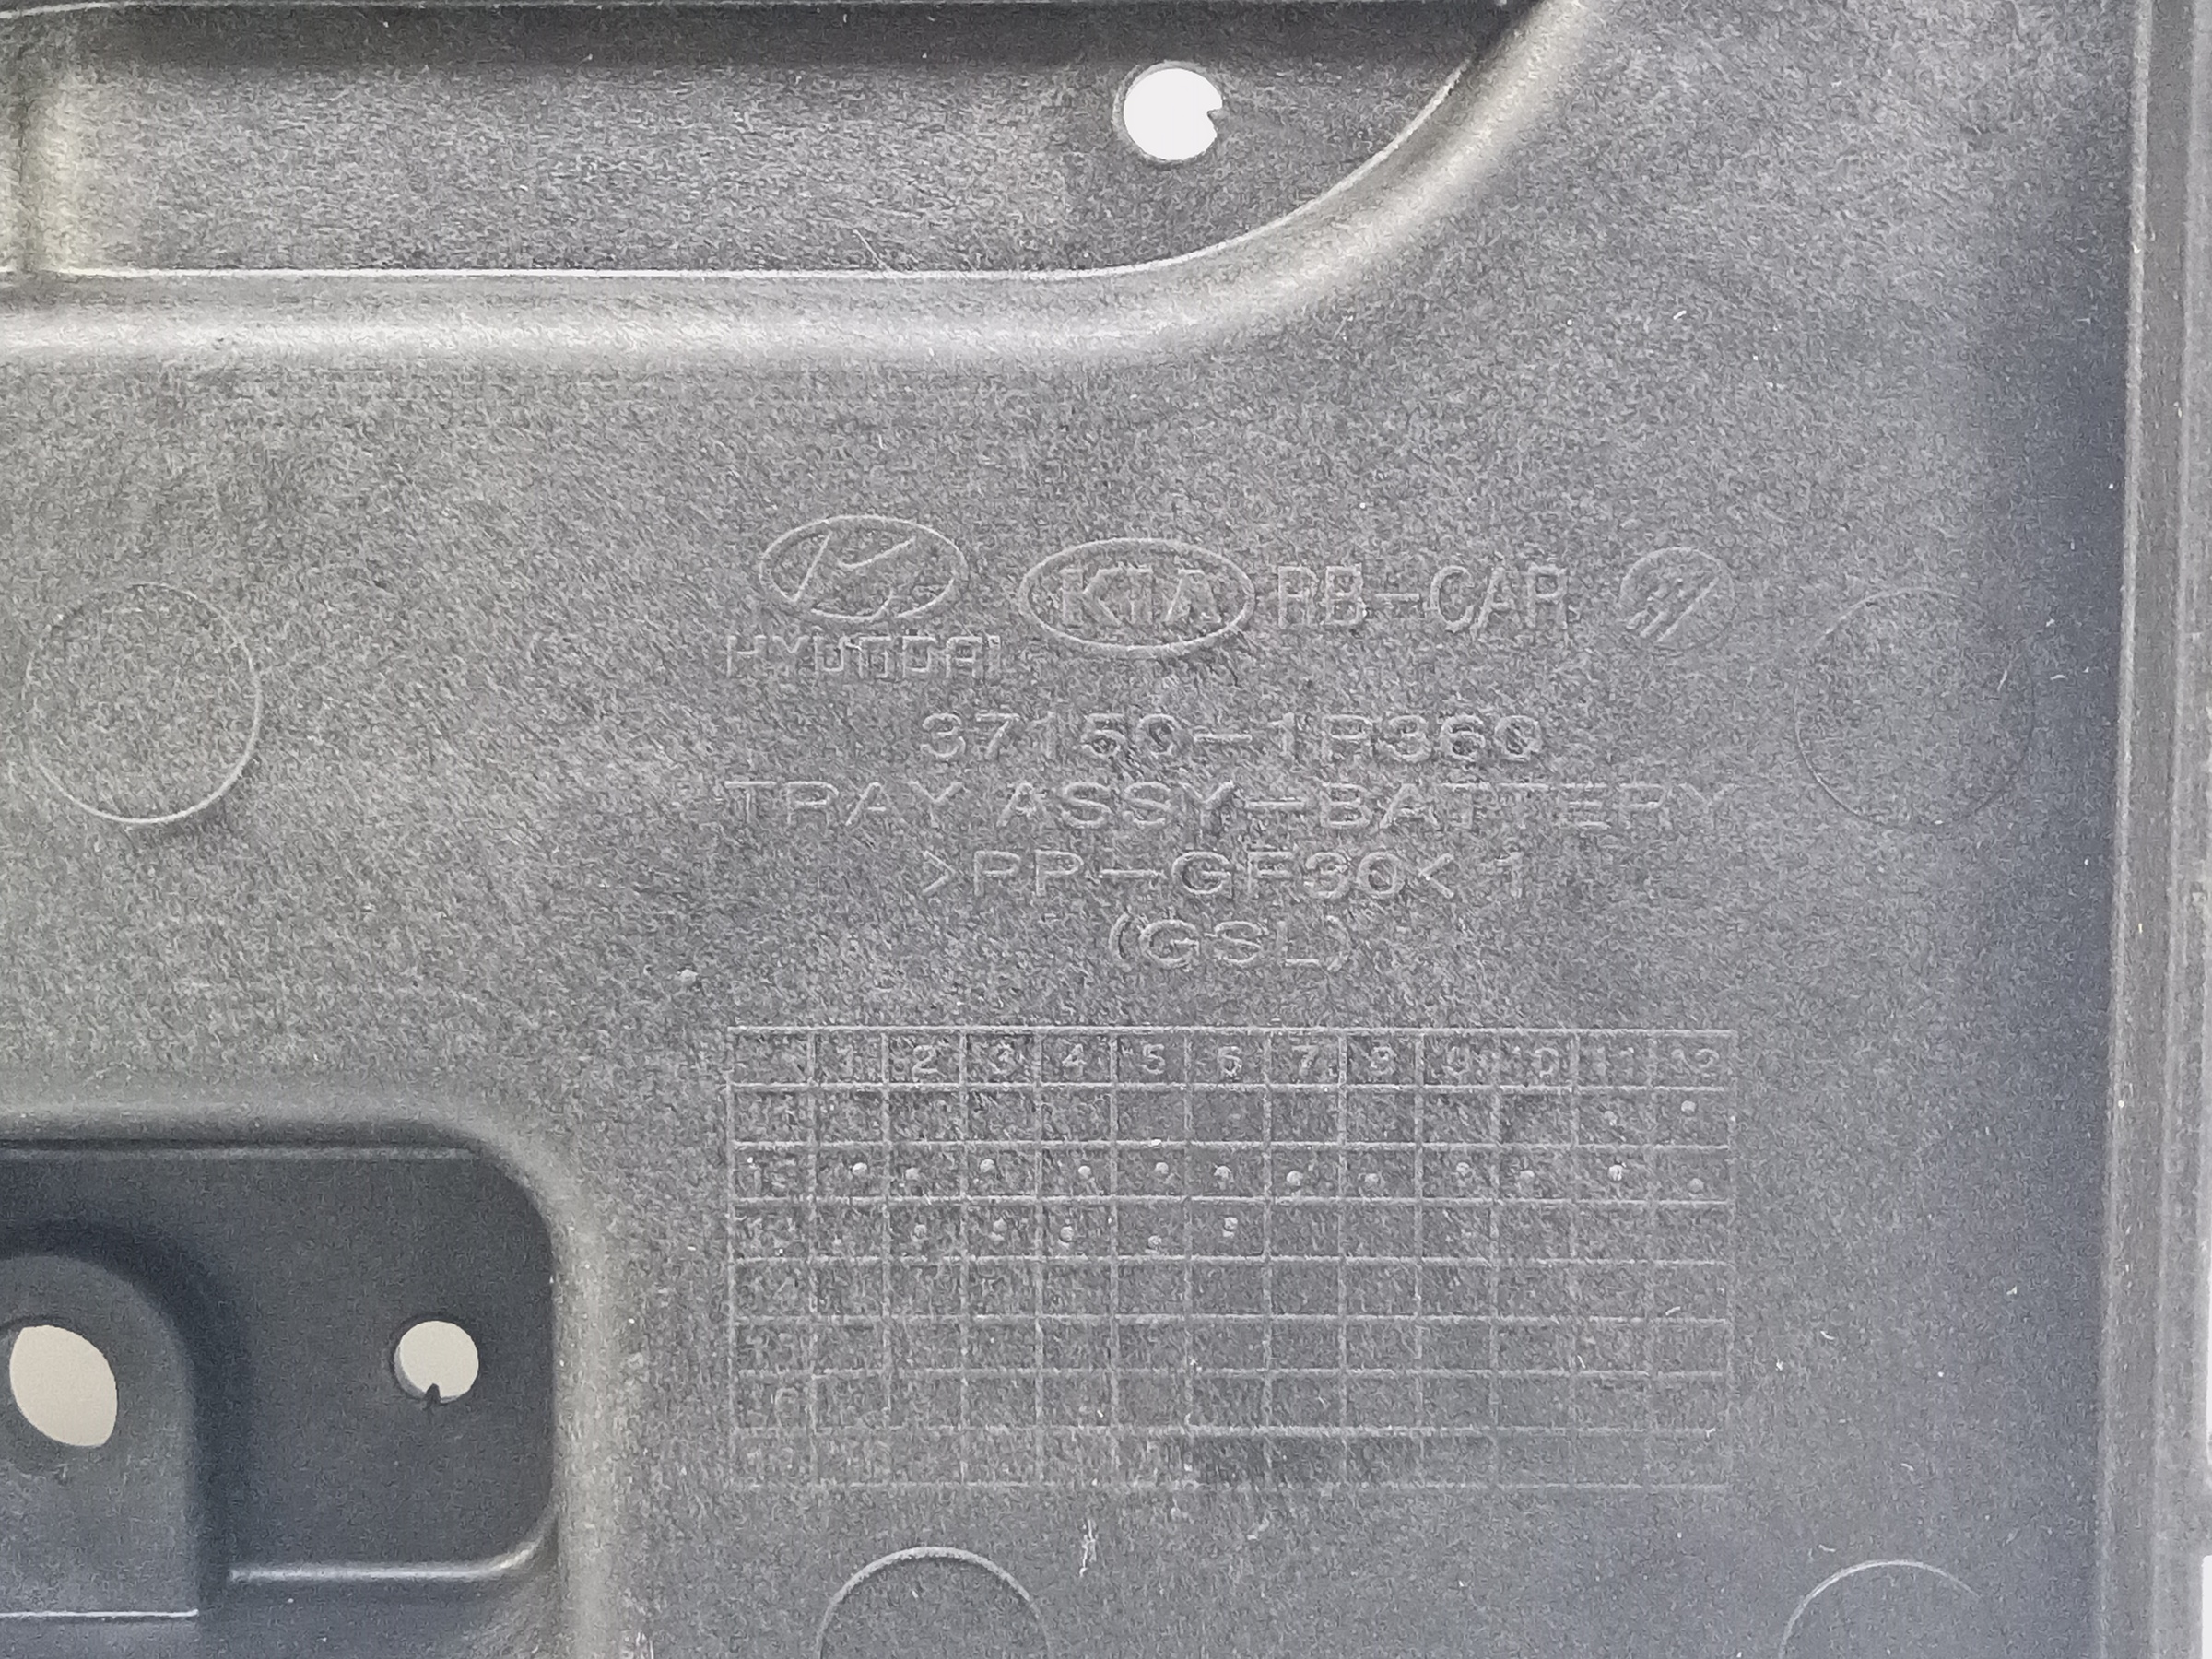 HYUNDAI KIA RB-CAR
37150-1R360
TRAY ASSY-BATTERY
>PP-GF30< 1
(GSL)
1 2 3 4 5 6 7 8 9 10 11 12